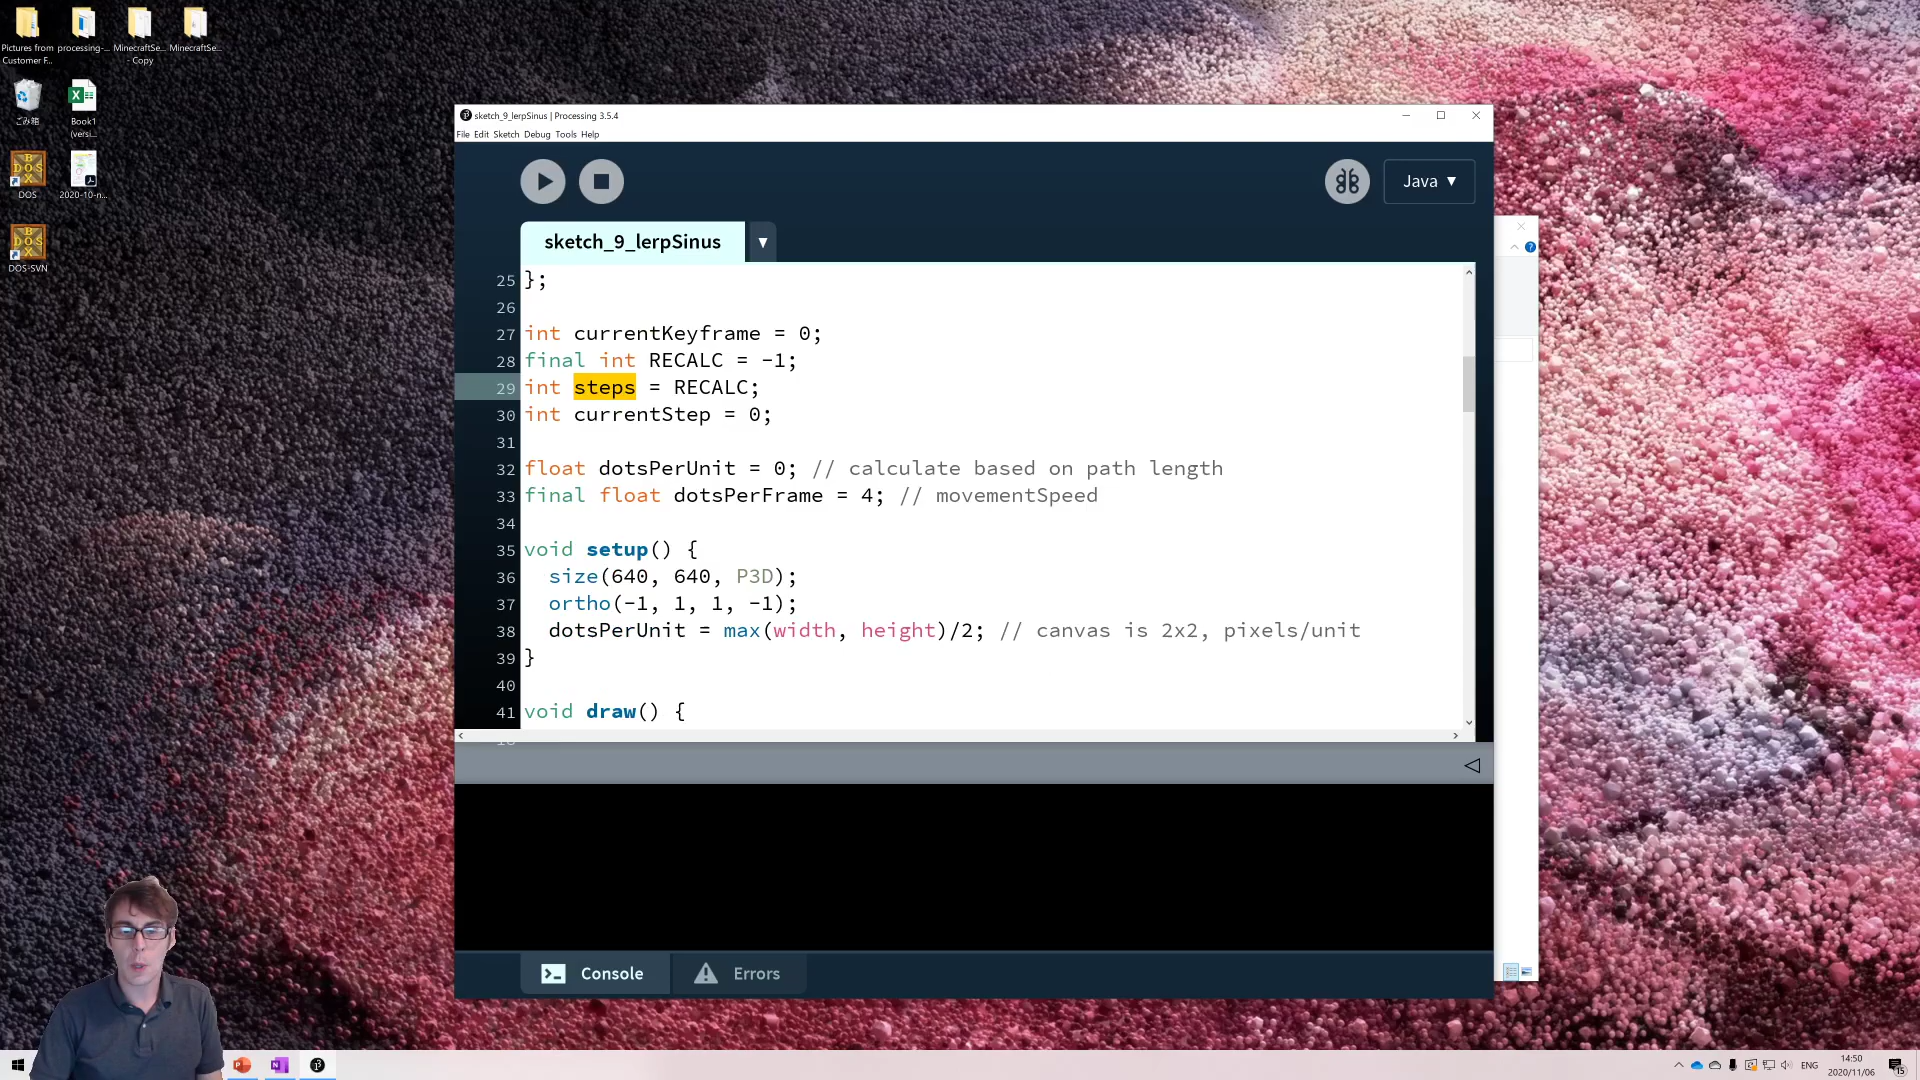 Pictures from
Customer F...
processing-...
MinecraftSe...
- Copy
MinecraftSe...
ごみ箱
Book1
(versi...
DOS
2020-10-n...
DOS-SVN
sketch_9_lerpSinus | Processing 3.5.4
File Edit Sketch Debug Tools Help
Java ▼
sketch_9_lerpSinus ▼
25 };
26
27 int currentKeyframe = 0;
28 final int RECALC = -1;
29 int steps = RECALC;
30 int currentStep = 0;
31
32 float dotsPerUnit = 0; // calculate based on path length
33 final float dotsPerFrame = 4; // movementSpeed
34
35 void setup() {
36 size(640, 640, P3D);
37 ortho(-1, 1, 1, -1);
38 dotsPerUnit = max(width, height)/2; // canvas is 2x2, pixels/unit
39 }
40
41 void draw() {
Console
Errors
ENG
14:50
2020/11/06
15